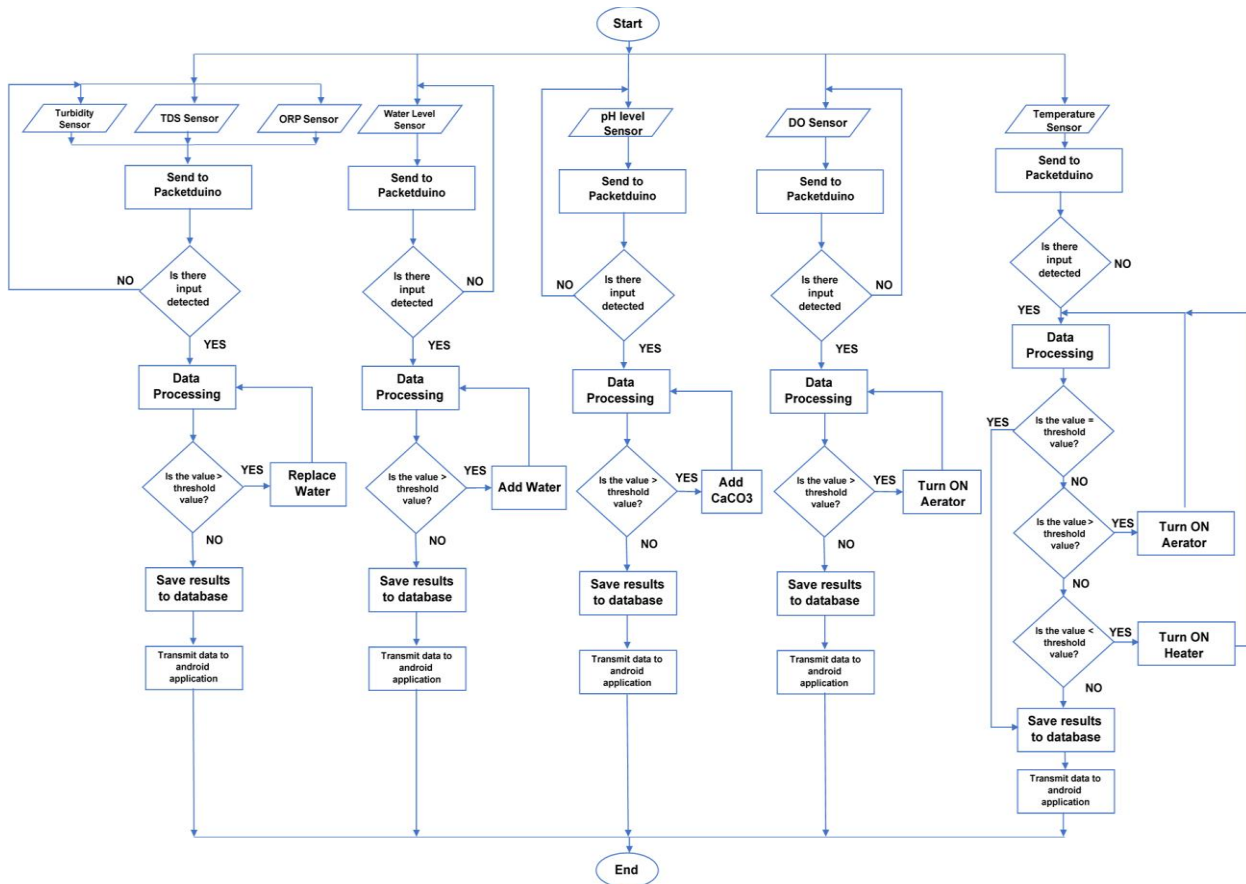 Start
Turbidity
Sensor
TDS Sensor
ORP Sensor
Send to
Packetduino
Is there
input
detected
NO
YES
Data
Processing
Is the value >
threshold
value?
YES
Replace
Water
NO
Save results
to database
Transmit data to
android
application
Water Level
Sensor
Send to
Packetduino
Is there
input
detected
NO
YES
Data
Processing
Is the value >
threshold
value?
YES
Add Water
NO
Save results
to database
Transmit data to
android
application
pH level
Sensor
Send to
Packetduino
Is there
input
detected
NO
YES
Data
Processing
Is the value >
threshold
value?
YES
Add
CaCO3
NO
Save results
to database
Transmit data to
android
application
DO Sensor
Send to
Packetduino
Is there
input
detected
NO
YES
Data
Processing
Is the value >
threshold
value?
YES
Turn ON
Aerator
NO
Save results
to database
Transmit data to
android
application
Temperature
Sensor
Send to
Packetduino
Is there
input
detected
NO
YES
Data
Processing
Is the value =
threshold
value?
YES
NO
Is the value >
threshold
value?
YES
Turn ON
Aerator
NO
Is the value <
threshold
value?
YES
Turn ON
Heater
NO
Save results
to database
Transmit data to
android
application
End